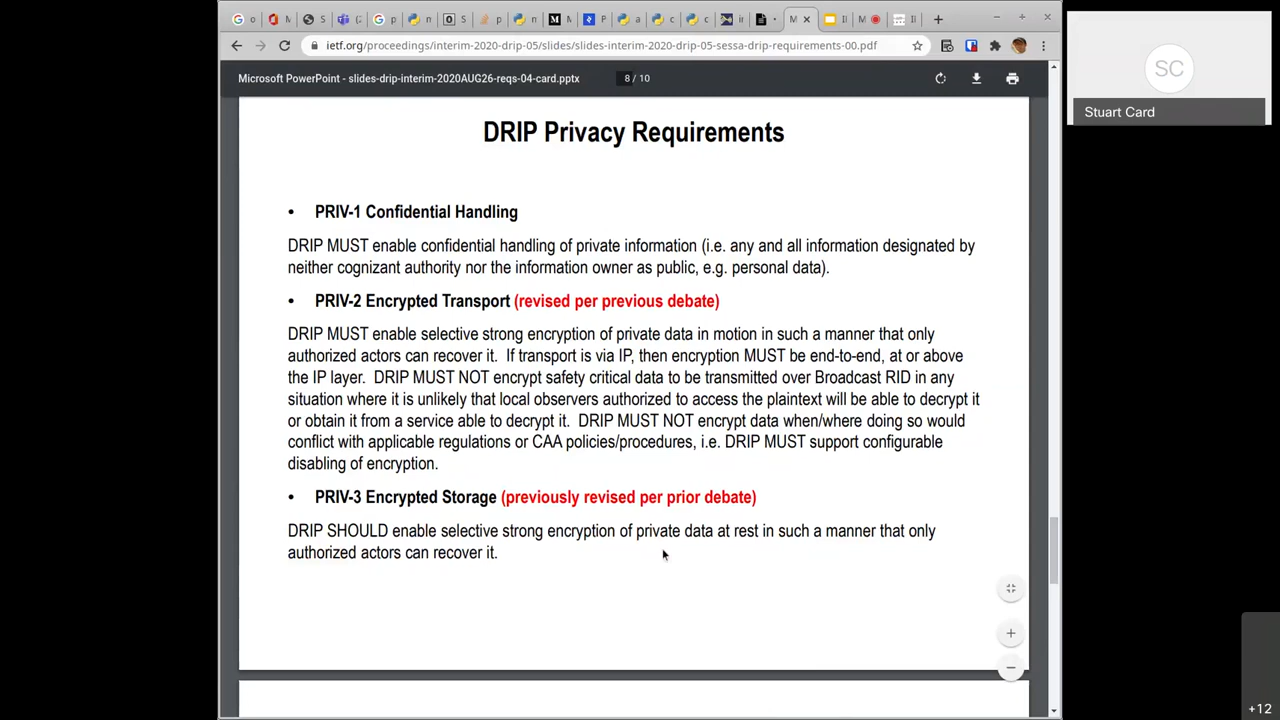 ietf.org/proceedings/interim-2020-drip-05/slides/slides-interim-2020-drip-05-sessa-drip-requirements-00.pdf
Microsoft PowerPoint - slides-drip-interim-2020AUG26-reqs-04-card.pptx 8 / 10
SC
Stuart Card
DRIP Privacy Requirements
• PRIV-1 Confidential Handling
DRIP MUST enable confidential handling of private information (i.e. any and all information designated by
neither cognizant authority nor the information owner as public, e.g. personal data).
• PRIV-2 Encrypted Transport (revised per previous debate)
DRIP MUST enable selective strong encryption of private data in motion in such a manner that only
authorized actors can recover it. If transport is via IP, then encryption MUST be end-to-end, at or above
the IP layer. DRIP MUST NOT encrypt safety critical data to be transmitted over Broadcast RID in any
situation where it is unlikely that local observers authorized to access the plaintext will be able to decrypt it
or obtain it from a service able to decrypt it. DRIP MUST NOT encrypt data when/where doing so would
conflict with applicable regulations or CAA policies/procedures, i.e. DRIP MUST support configurable
disabling of encryption.
• PRIV-3 Encrypted Storage (previously revised per prior debate)
DRIP SHOULD enable selective strong encryption of private data at rest in such a manner that only
authorized actors can recover it.
+12